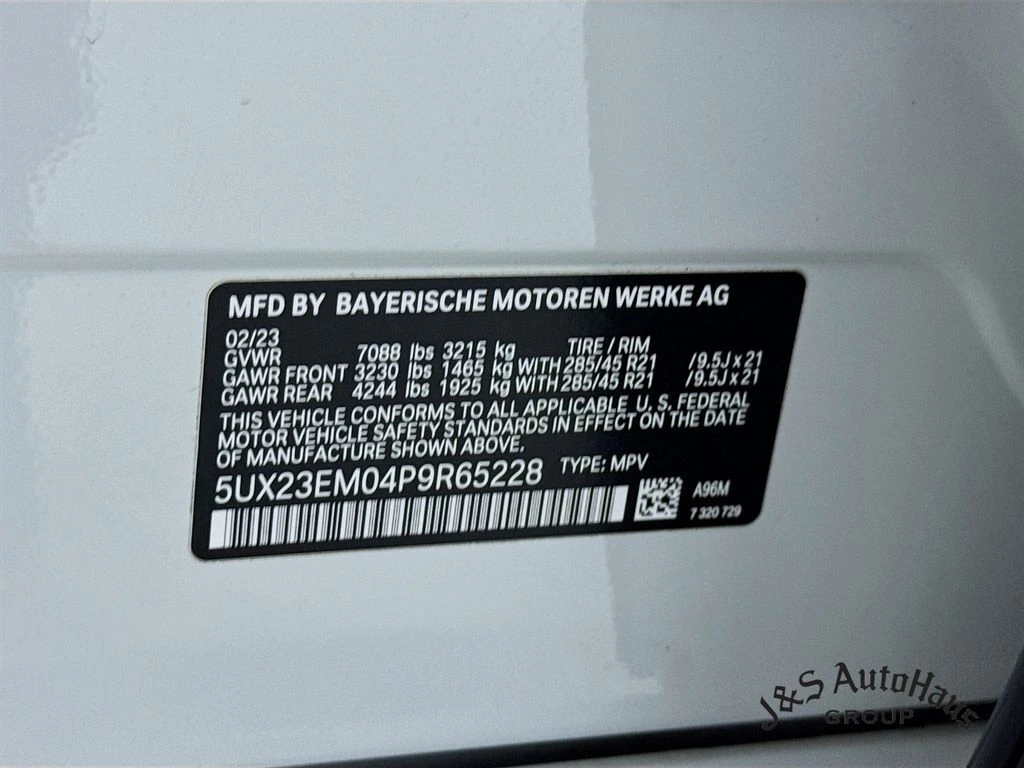 MFD BY BAYERISCHE MOTOREN WERKE AG
02/23 TIRE / RIM
GVWR 7088 lbs 3215 kg
GAWR FRONT 3230 lbs 1465 kg WITH 285/45 R21 /9.5J x 21
GAWR REAR 4244 lbs 1925 kg WITH 285/45 R21 /9.5J x 21
THIS VEHICLE CONFORMS TO ALL APPLICABLE U. S. FEDERAL
MOTOR VEHICLE SAFETY STANDARDS IN EFFECT ON THE DATE
OF MANUFACTURE SHOWN ABOVE.
5UX23EM04P9R65228 TYPE: MPV
A96M
7 320 729
J&S AutoHaus
GROUP